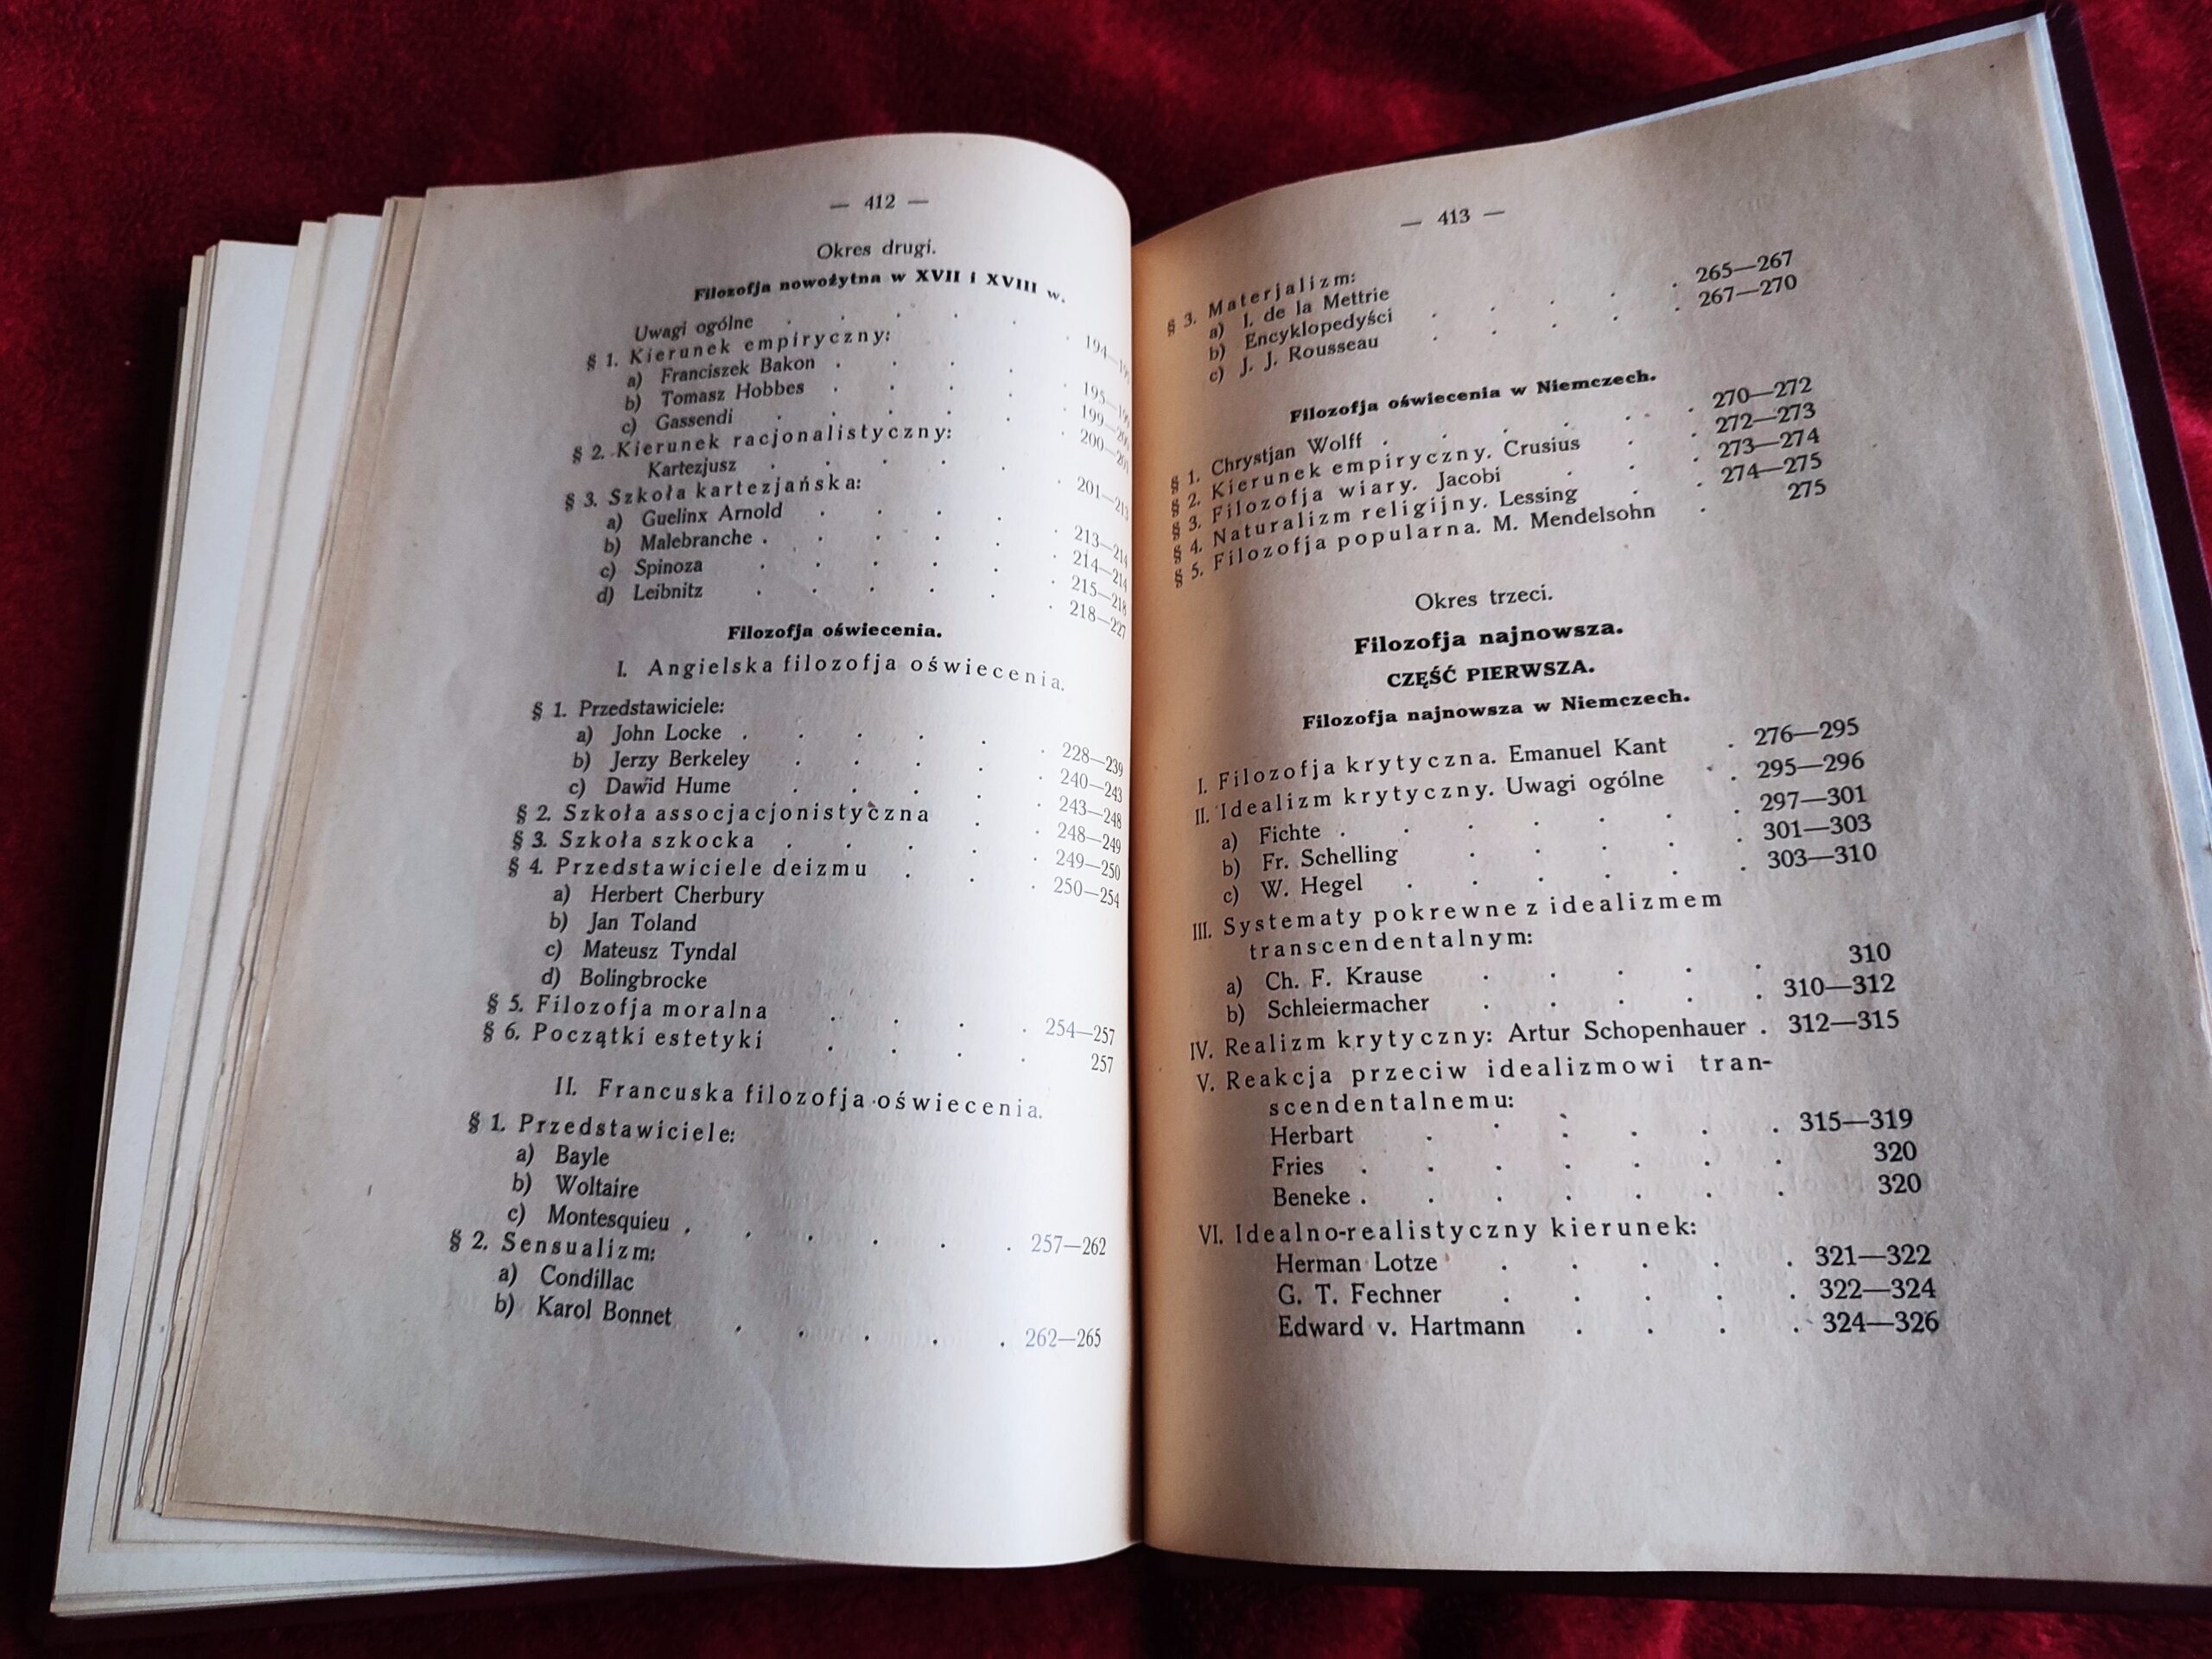 — 412 —
Okres drugi.
Filozofja nowożytna w XVII i XVIII w.
Uwagi ogólne . . . . . .
§ 1. Kierunek empiryczny:
a) Franciszek Bakon . . . . .
b) Tomasz Hobbes . . . . .
c) Gassendi . . . . . .
§ 2. Kierunek racjonalistyczny:
Kartezjusz . . . . . 201—213
§ 3. Szkoła kartezjańska:
a) Guelinx Arnold . . . . . 213—214
b) Malebranche . . . . . . 214—214
c) Spinoza . . . . . . 215—218
d) Leibnitz . . . . . . 218—227
Filozofja oświecenia.
I. Angielska filozofja oświecenia.
§ 1. Przedstawiciele:
a) John Locke . . . . . . 228—239
b) Jerzy Berkeley . . . . . 240—243
c) Dawid Hume . . . . . 243—248
§ 2. Szkoła assocjacjonistyczna . . 248—249
§ 3. Szkoła szkocka . . . . . 249—250
§ 4. Przedstawiciele deizmu . . . 250—254
a) Herbert Cherbury
b) Jan Toland
c) Mateusz Tyndal
d) Bolingbrocke
§ 5. Filozofja moralna . . . . 254—257
§ 6. Początki estetyki . . . . 257
II. Francuska filozofja oświecenia.
§ 1. Przedstawiciele:
a) Bayle
b) Woltaire
c) Montesquieu . . . . . . 257—262
§ 2. Sensualizm:
a) Condillac
b) Karol Bonnet . . . . . 262—265
— 413 —
§ 3. Materjalizm:
a) I. de la Mettrie . . . . . 265—267
b) Encyklopedyści . . . . . 267—270
c) J. J. Rousseau
Filozofja oświecenia w Niemczech.
§ 1. Chrystjan Wolff . . . . . . 270—272
§ 2. Kierunek empiryczny. Crusius . . 272—273
§ 3. Filozofja wiary. Jacobi . . . 273—274
§ 4. Naturalizm religijny. Lessing . . 274—275
§ 5. Filozofja popularna. M. Mendelsohn . 275
Okres trzeci.
Filozofja najnowsza.
CZĘŚĆ PIERWSZA.
Filozofja najnowsza w Niemczech.
I. Filozofja krytyczna. Emanuel Kant . 276—295
II. Idealizm krytyczny. Uwagi ogólne . . 295—296
a) Fichte . . . . . . . 297—301
b) Fr. Schelling . . . . . 301—303
c) W. Hegel . . . . . . 303—310
III. Systematy pokrewne z idealizmem
transcendentalnym:
a) Ch. F. Krause . . . . . 310
b) Schleiermacher . . . . . 310—312
IV. Realizm krytyczny: Artur Schopenhauer . 312—315
V. Reakcja przeciw idealizmowi tran-
scendentalnemu:
Herbart . . . . . . 315—319
Fries . . . . . . . 320
Beneke . . . . . . . 320
VI. Idealno-realistyczny kierunek:
Herman Lotze . . . . . 321—322
G. T. Fechner . . . . . 322—324
Edward v. Hartmann . . . . 324—326